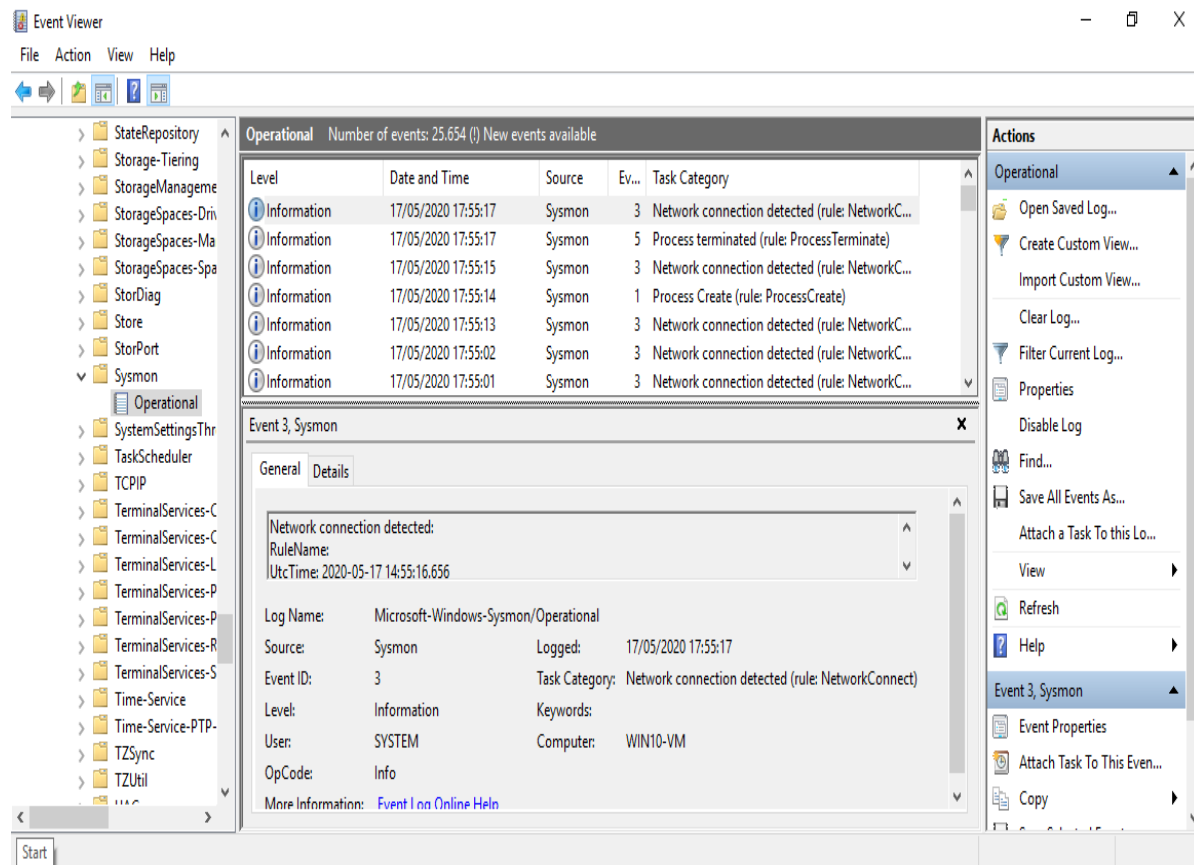 Event Viewer
File Action View Help
StateRepository
Storage-Tiering
StorageManageme
StorageSpaces-Driv
StorageSpaces-Ma
StorageSpaces-Spa
StorDiag
Store
StorPort
Sysmon
Operational
SystemSettingsThr
TaskScheduler
TCPIP
TerminalServices-C
TerminalServices-C
TerminalServices-L
TerminalServices-P
TerminalServices-P
TerminalServices-R
TerminalServices-S
Time-Service
Time-Service-PTP-
TZSync
TZUtil
Operational Number of events: 25.654 (!) New events available
Level Date and Time Source Ev... Task Category
Information 17/05/2020 17:55:17 Sysmon 3 Network connection detected (rule: NetworkC...
Information 17/05/2020 17:55:17 Sysmon 5 Process terminated (rule: ProcessTerminate)
Information 17/05/2020 17:55:15 Sysmon 3 Network connection detected (rule: NetworkC...
Information 17/05/2020 17:55:14 Sysmon 1 Process Create (rule: ProcessCreate)
Information 17/05/2020 17:55:13 Sysmon 3 Network connection detected (rule: NetworkC...
Information 17/05/2020 17:55:02 Sysmon 3 Network connection detected (rule: NetworkC...
Information 17/05/2020 17:55:01 Sysmon 3 Network connection detected (rule: NetworkC...
Event 3, Sysmon
General Details
Network connection detected:
RuleName:
UtcTime: 2020-05-17 14:55:16.656
Log Name: Microsoft-Windows-Sysmon/Operational
Source: Sysmon Logged: 17/05/2020 17:55:17
Event ID: 3 Task Category: Network connection detected (rule: NetworkConnect)
Level: Information Keywords:
User: SYSTEM Computer: WIN10-VM
OpCode: Info
More Information: Event Log Online Help
Actions
Operational
Open Saved Log...
Create Custom View...
Import Custom View...
Clear Log...
Filter Current Log...
Properties
Disable Log
Find...
Save All Events As...
Attach a Task To this Lo...
View
Refresh
Help
Event 3, Sysmon
Event Properties
Attach Task To This Even...
Copy
Start